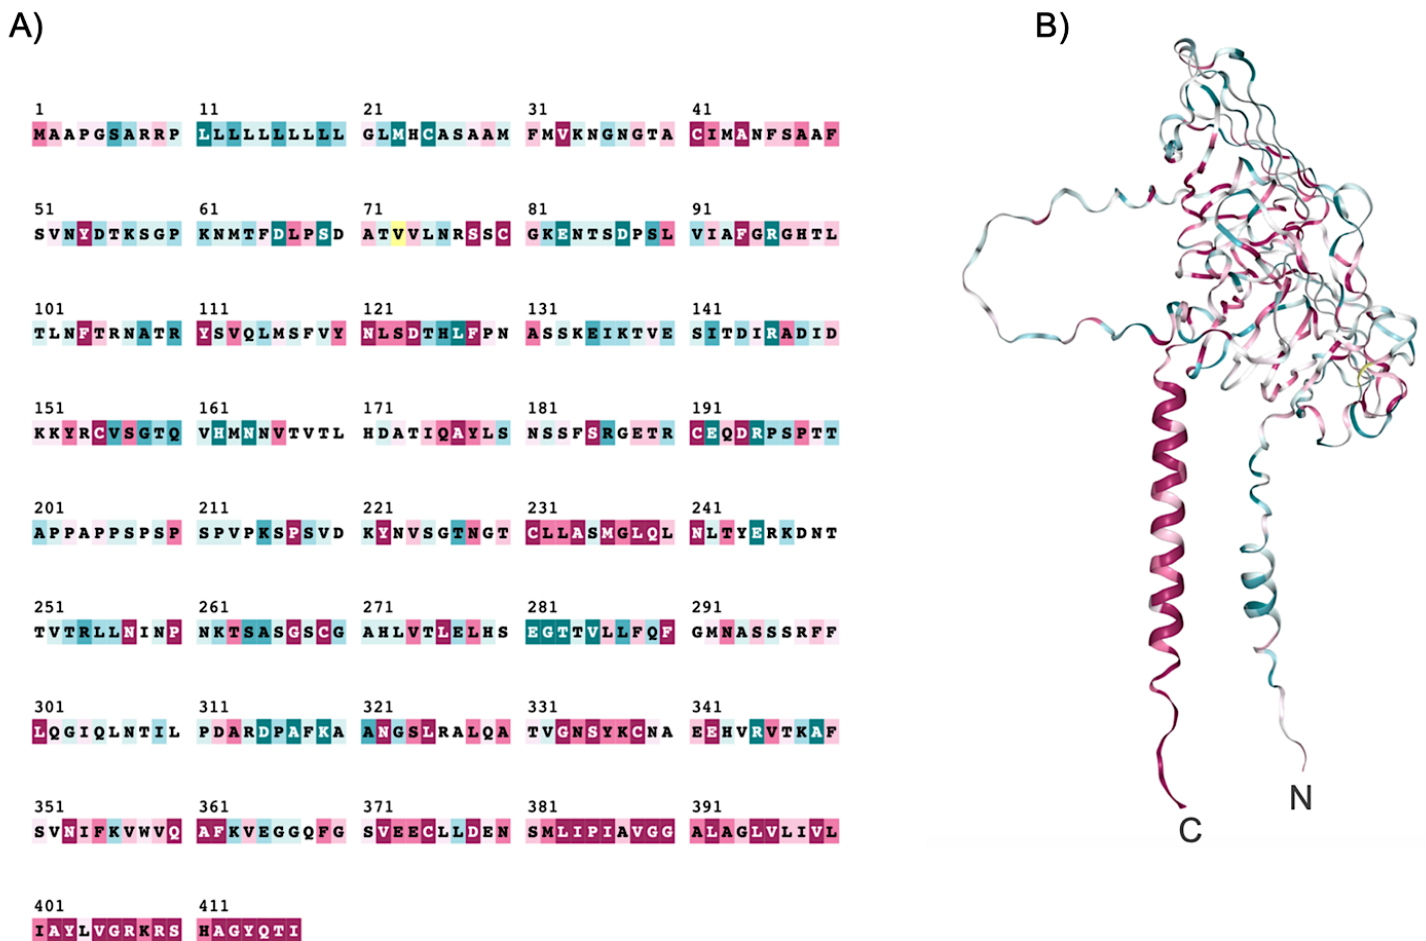 A)
B)
1 11 21 31 41
MAAPGSARRP LLLLLLLLLL GLMHCASAAM FMVKNGNGTA CIMANFSAAF
51 61 71 81 91
SVNYDTKSGP KNMTFDLPSD ATVVLNRSSC GKENTSDPSL VIAFGRGHTL
101 111 121 131 141
TLNFTRNATR YSVQLMSFVY NLSDTHLFPN ASSKEIKTVE SITDIRADID
151 161 171 181 191
KKYRCVSGTQ VHMNNVTVTL HDATIQAYLS NSSFSRGETR CEQDRPSPTT
201 211 221 231 241
APPAPPSPSP SPVPKSPSVD KYNVSGTNGT CLLASMGLQL NLTYERKDNT
251 261 271 281 291
TVTRLLNINP NKTSASGSCG AHLVTLELHS EGTTVLLFQF GMNASSSRFF
301 311 321 331 341
LQGIQLNTIL PDARDPAFKA ANGSLRALQA TVGNSYKCNA EEHVRVTKAF
351 361 371 381 391
SVNIFKVWVQ AFKVEGGQFG SVEECLLDEN SMLIPIAVGG ALAGLVLIVL
401 411
IAYLVGRKRS HAGYQTI
N
C